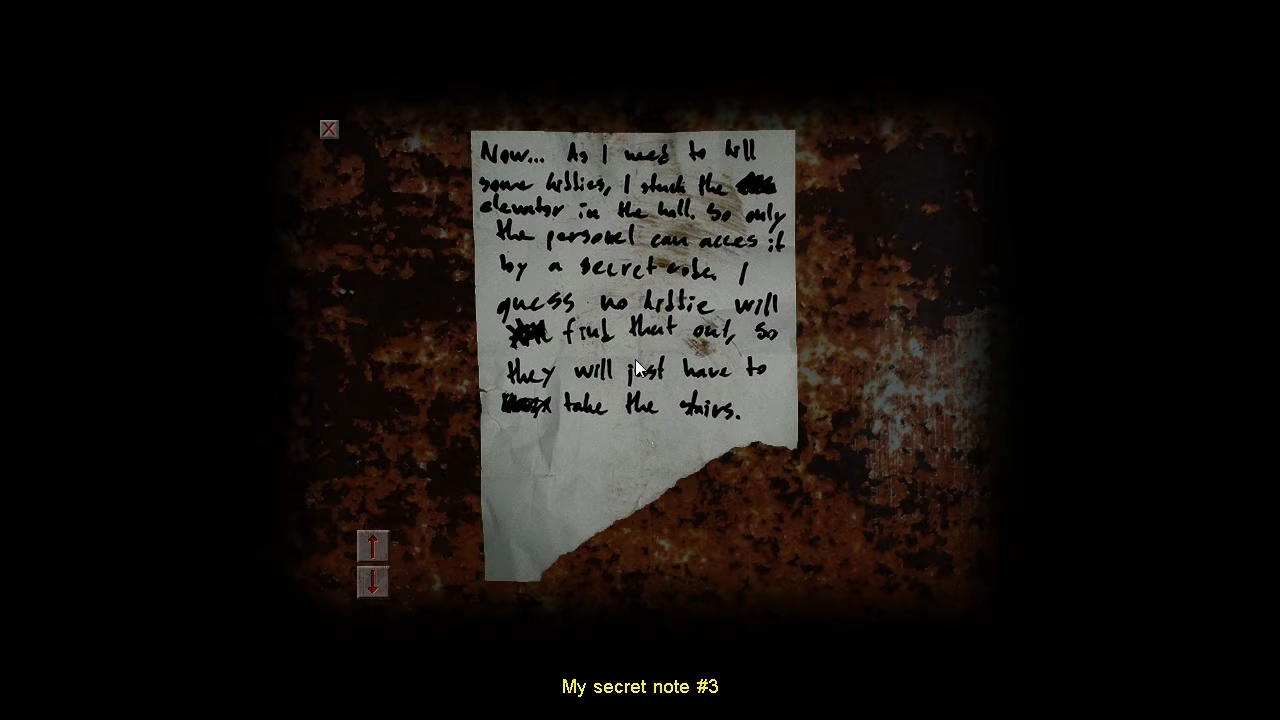 Now... As I need to kill
some kiddies, I stuck the
elevator in the hall. So only
the personel can acces it
by a secret code. I
guess no kiddie will
find that out, so
they will just have to
take the stairs.
My secret note #3